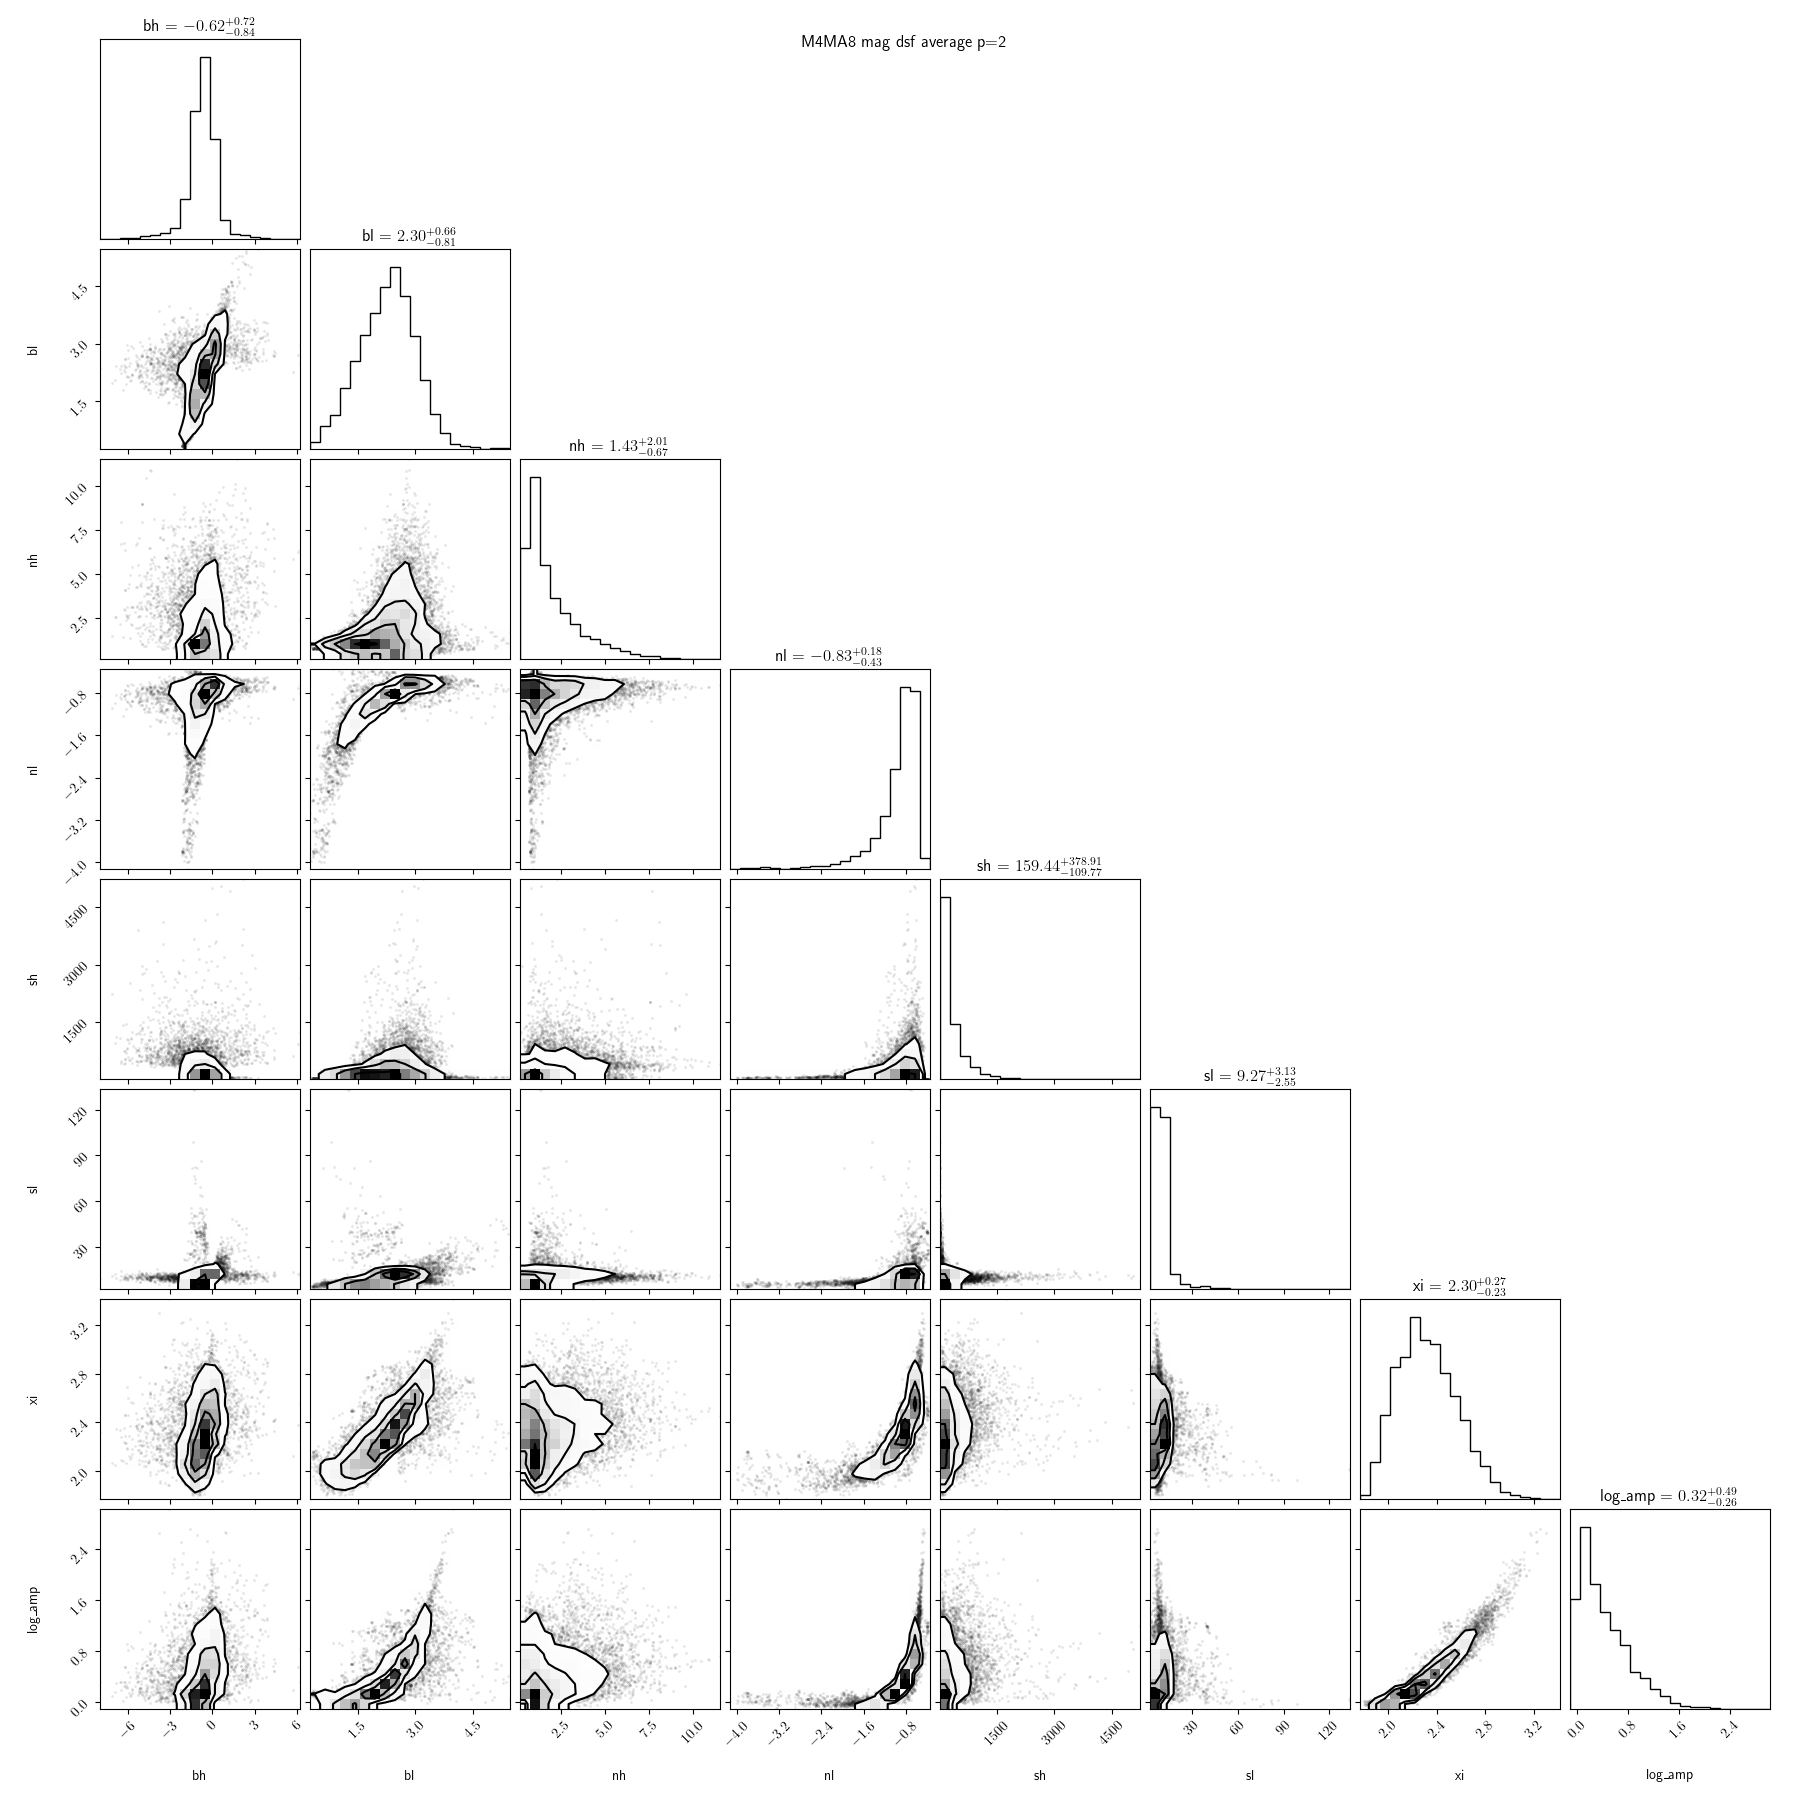 M4MA8 mag dsf average p=2
bh = −0.62+0.72−0.84
bl = 2.30+0.66−0.81
bl
4.5
3.0
1.5
nh = 1.43+2.01−0.67
nh
10.0
7.5
5.0
2.5
nl = −0.83+0.18−0.43
nl
−0.8
−1.6
−2.4
−3.2
−4.0
sh = 159.44+378.91−109.77
sh
4500
3000
1500
sl = 9.27+3.13−2.55
sl
120
90
60
30
xi = 2.30+0.27−0.23
xi
3.2
2.8
2.4
2.0
log_amp = 0.32+0.49−0.26
log_amp
2.4
1.6
0.8
0.0
−6 −3 0 3 6 1.5 3.0 4.5 2.5 5.0 7.5 10.0 −4.0 −3.2 −2.4 −1.6 −0.8 1500 3000 4500 30 60 90 120 2.0 2.4 2.8 3.2 0.0 0.8 1.6 2.4
bh bl nh nl sh sl xi log_amp